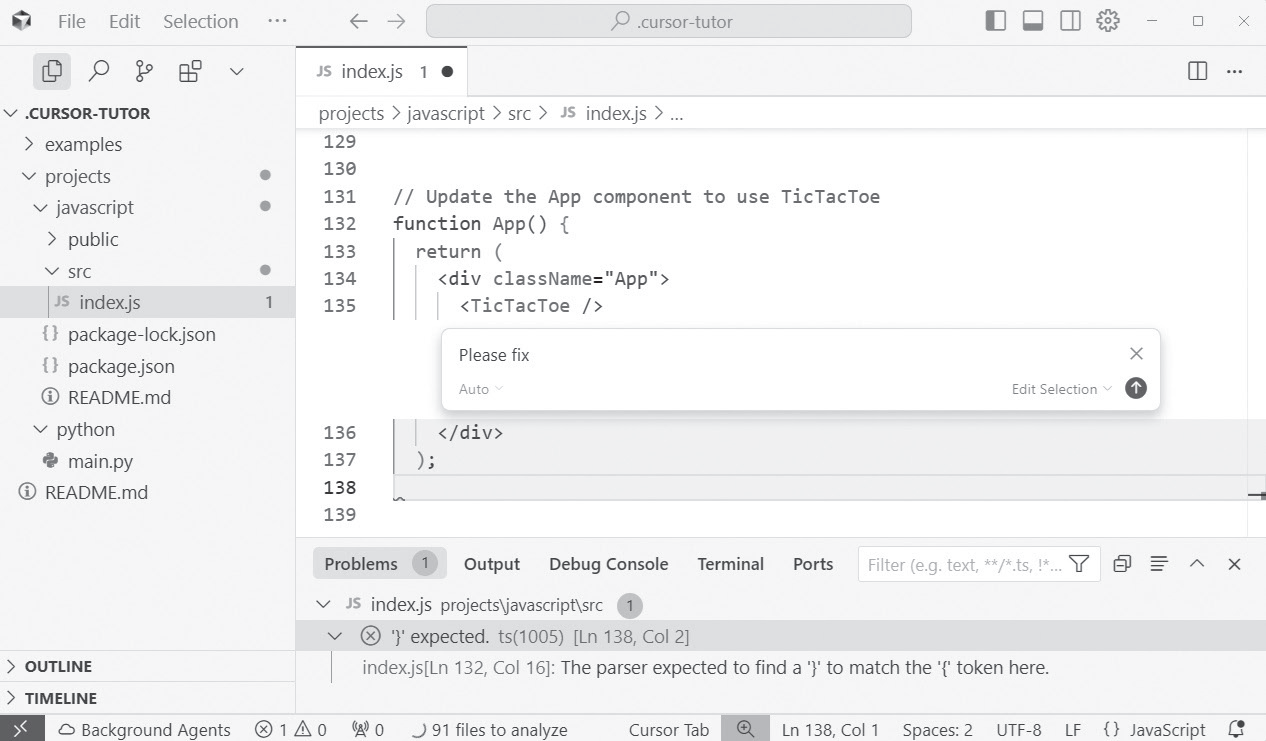 File Edit Selection ··· .cursor-tutor
JS index.js 1
.CURSOR-TUTOR
projects > javascript > src > JS index.js > ...
examples
projects
javascript
public
src
JS index.js 1
{} package-lock.json
{} package.json
README.md
python
main.py
README.md
OUTLINE
TIMELINE
129
130
131 // Update the App component to use TicTacToe
132 function App() {
133 return (
134 <div className="App">
135 <TicTacToe />
Please fix
Auto Edit Selection
136 </div>
137 );
138
139
Problems 1 Output Debug Console Terminal Ports Filter (e.g. text, **/*.ts, !*...
JS index.js projects\javascript\src 1
'}' expected. ts(1005) [Ln 138, Col 2]
index.js[Ln 132, Col 16]: The parser expected to find a '}' to match the '{' token here.
Background Agents 1 0 0 91 files to analyze Cursor Tab Ln 138, Col 1 Spaces: 2 UTF-8 LF {} JavaScript